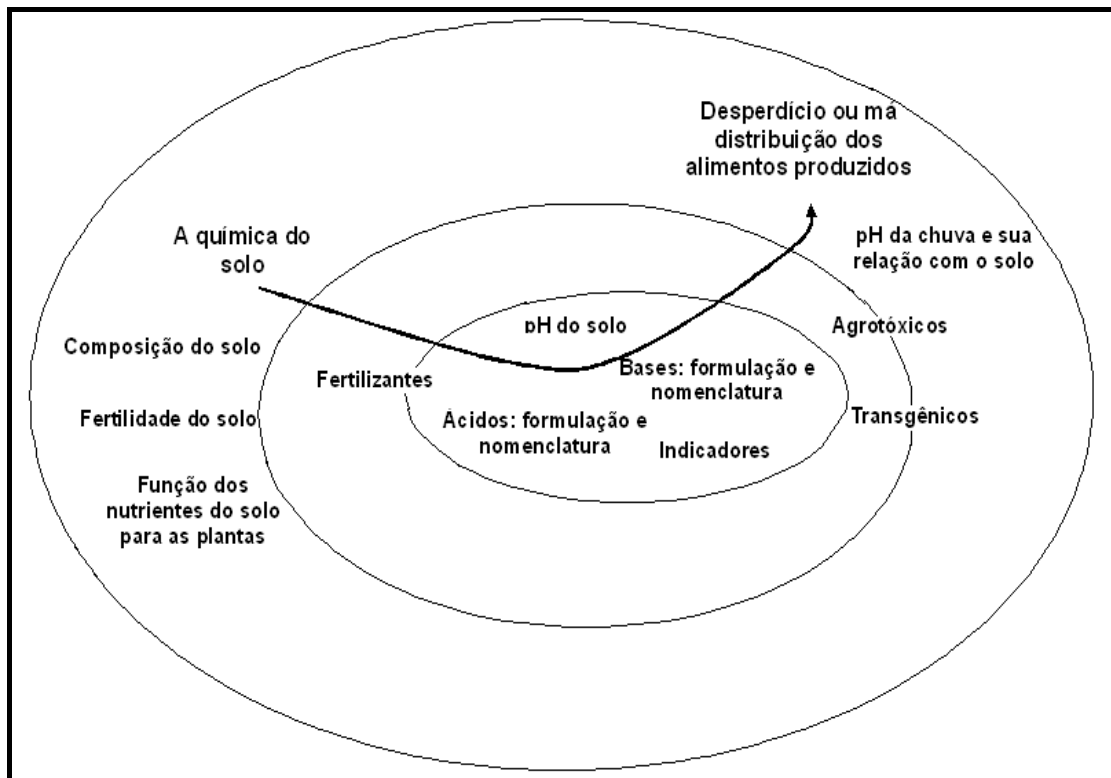 Desperdício ou má
distribuição dos
alimentos produzidos
A química do
solo
pH da chuva e sua
relação com o solo
pH do solo
Agrotóxicos
Composição do solo
Fertilizantes
Bases: formulação e
nomenclatura
Fertilidade do solo
Ácidos: formulação e
nomenclatura
Transgênicos
Indicadores
Função dos
nutrientes do solo
para as plantas